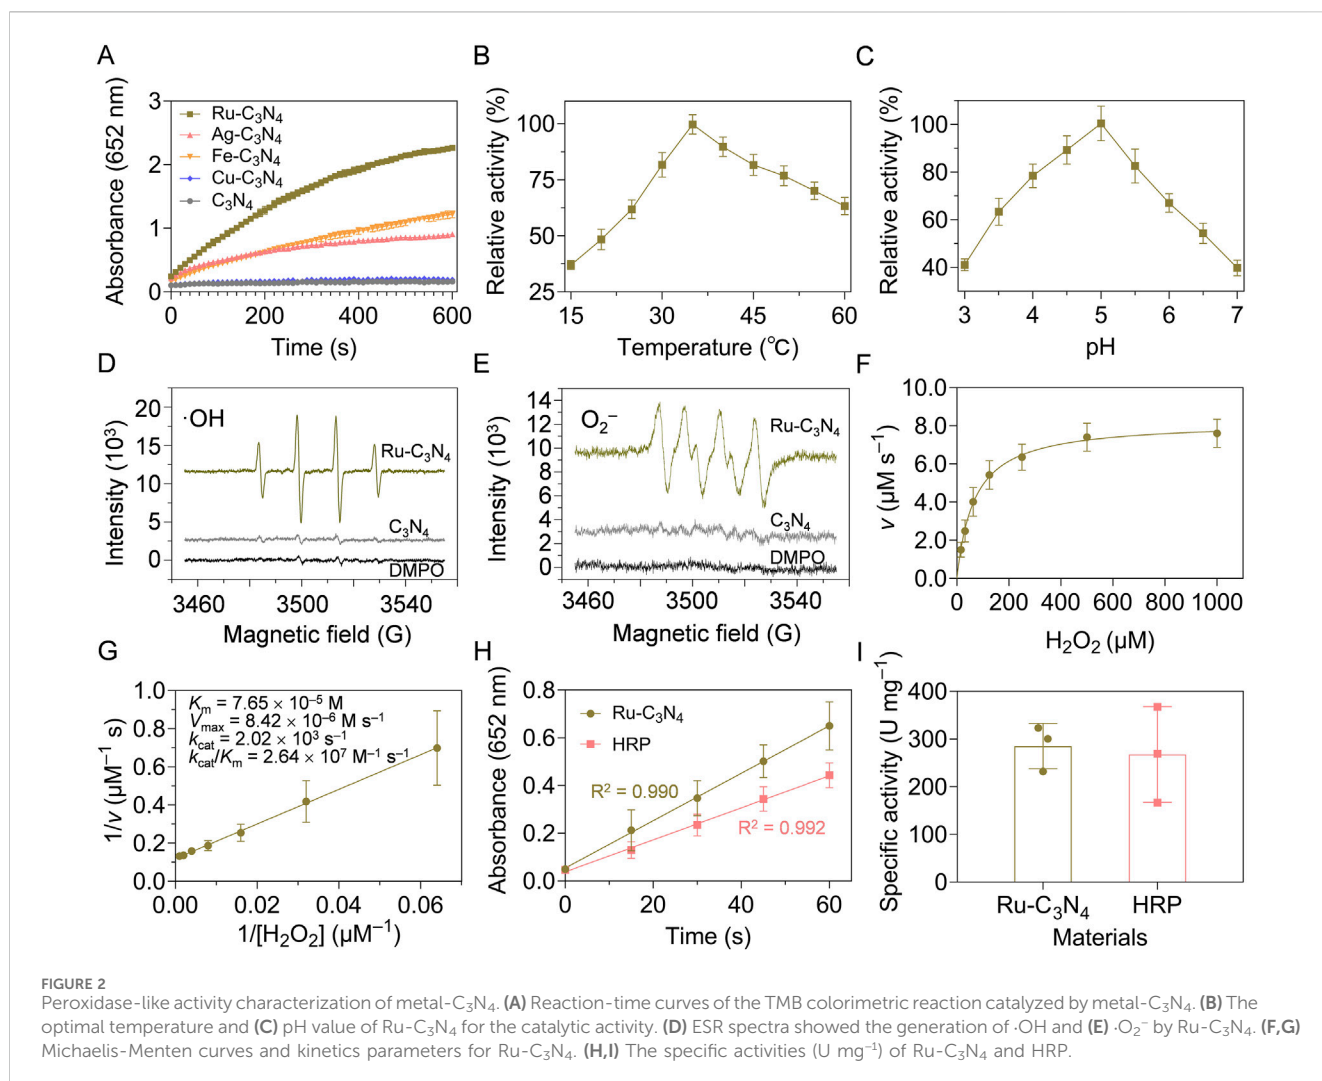 A
Absorbance (652 nm)
3
2
1
0
Ru-C₃N₄
Ag-C₃N₄
Fe-C₃N₄
Cu-C₃N₄
C₃N₄
0 200 400 600
Time (s)
B
Relative activity (%)
100
75
50
25
15 30 45 60
Temperature (℃)
C
Relative activity (%)
100
80
60
40
3 4 5 6 7
pH
D
Intensity (10³)
20
15
10
5
0
·OH
Ru-C₃N₄
C₃N₄
DMPO
3460 3500 3540
Magnetic field (G)
E
Intensity (10³)
14
12
10
8
6
4
2
0
O₂⁻
Ru-C₃N₄
C₃N₄
DMPO
3460 3500 3540
Magnetic field (G)
F
v (µM s⁻¹)
8.0
6.0
4.0
2.0
0.0
0 200 400 600 800 1000
H₂O₂ (µM)
G
1/v (µM⁻¹ s)
1.0
0.8
0.6
0.4
0.2
0.0
Kₘ = 7.65 × 10⁻⁵ M
Vₘₐₓ = 8.42 × 10⁻⁶ M s⁻¹
k_cat = 2.02 × 10³ s⁻¹
k_cat/Kₘ = 2.64 × 10⁷ M⁻¹ s⁻¹
0.00 0.02 0.04 0.06
1/[H₂O₂] (µM⁻¹)
H
Absorbance (652 nm)
0.8
0.6
0.4
0.2
0.0
Ru-C₃N₄
HRP
R² = 0.990
R² = 0.992
0 20 40 60
Time (s)
I
Specific activity (U mg⁻¹)
400
300
200
100
0
Ru-C₃N₄ HRP
Materials
FIGURE 2
Peroxidase-like activity characterization of metal-C₃N₄. (A) Reaction-time curves of the TMB colorimetric reaction catalyzed by metal-C₃N₄. (B) The
optimal temperature and (C) pH value of Ru-C₃N₄ for the catalytic activity. (D) ESR spectra showed the generation of ·OH and (E) ·O₂⁻ by Ru-C₃N₄. (F,G)
Michaelis-Menten curves and kinetics parameters for Ru-C₃N₄. (H,I) The specific activities (U mg⁻¹) of Ru-C₃N₄ and HRP.